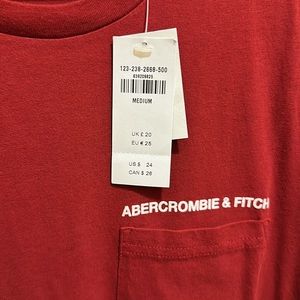 123-238-2668-500
MEDIUM
UK £ 20
EU € 25
US $ 24
CAN $ 26
ABERCROMBIE & FITCH